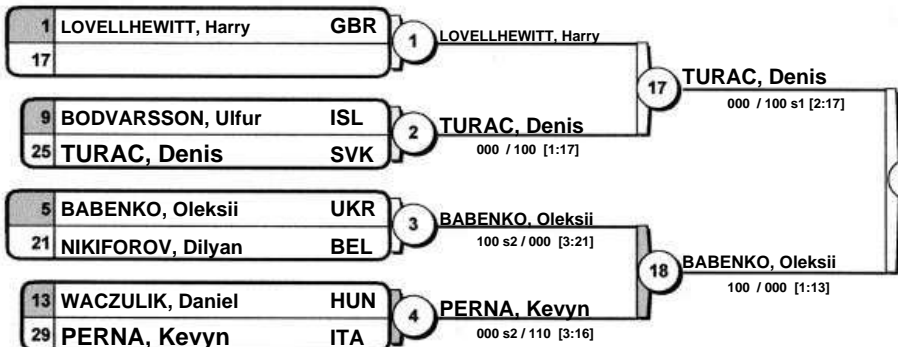 1 LOVELLHEWITT, Harry GBR
17
1
LOVELLHEWITT, Harry
9 BODVARSSON, Ulfur ISL
25 TURAC, Denis SVK
2
TURAC, Denis
000 / 100 [1:17]
17
TURAC, Denis
000 / 100 s1 [2:17]
5 BABENKO, Oleksii UKR
21 NIKIFOROV, Dilyan BEL
3
BABENKO, Oleksii
100 s2 / 000 [3:21]
13 WACZULIK, Daniel HUN
29 PERNA, Kevyn ITA
4
PERNA, Kevyn
000 s2 / 110 [3:16]
18
BABENKO, Oleksii
100 / 000 [1:13]